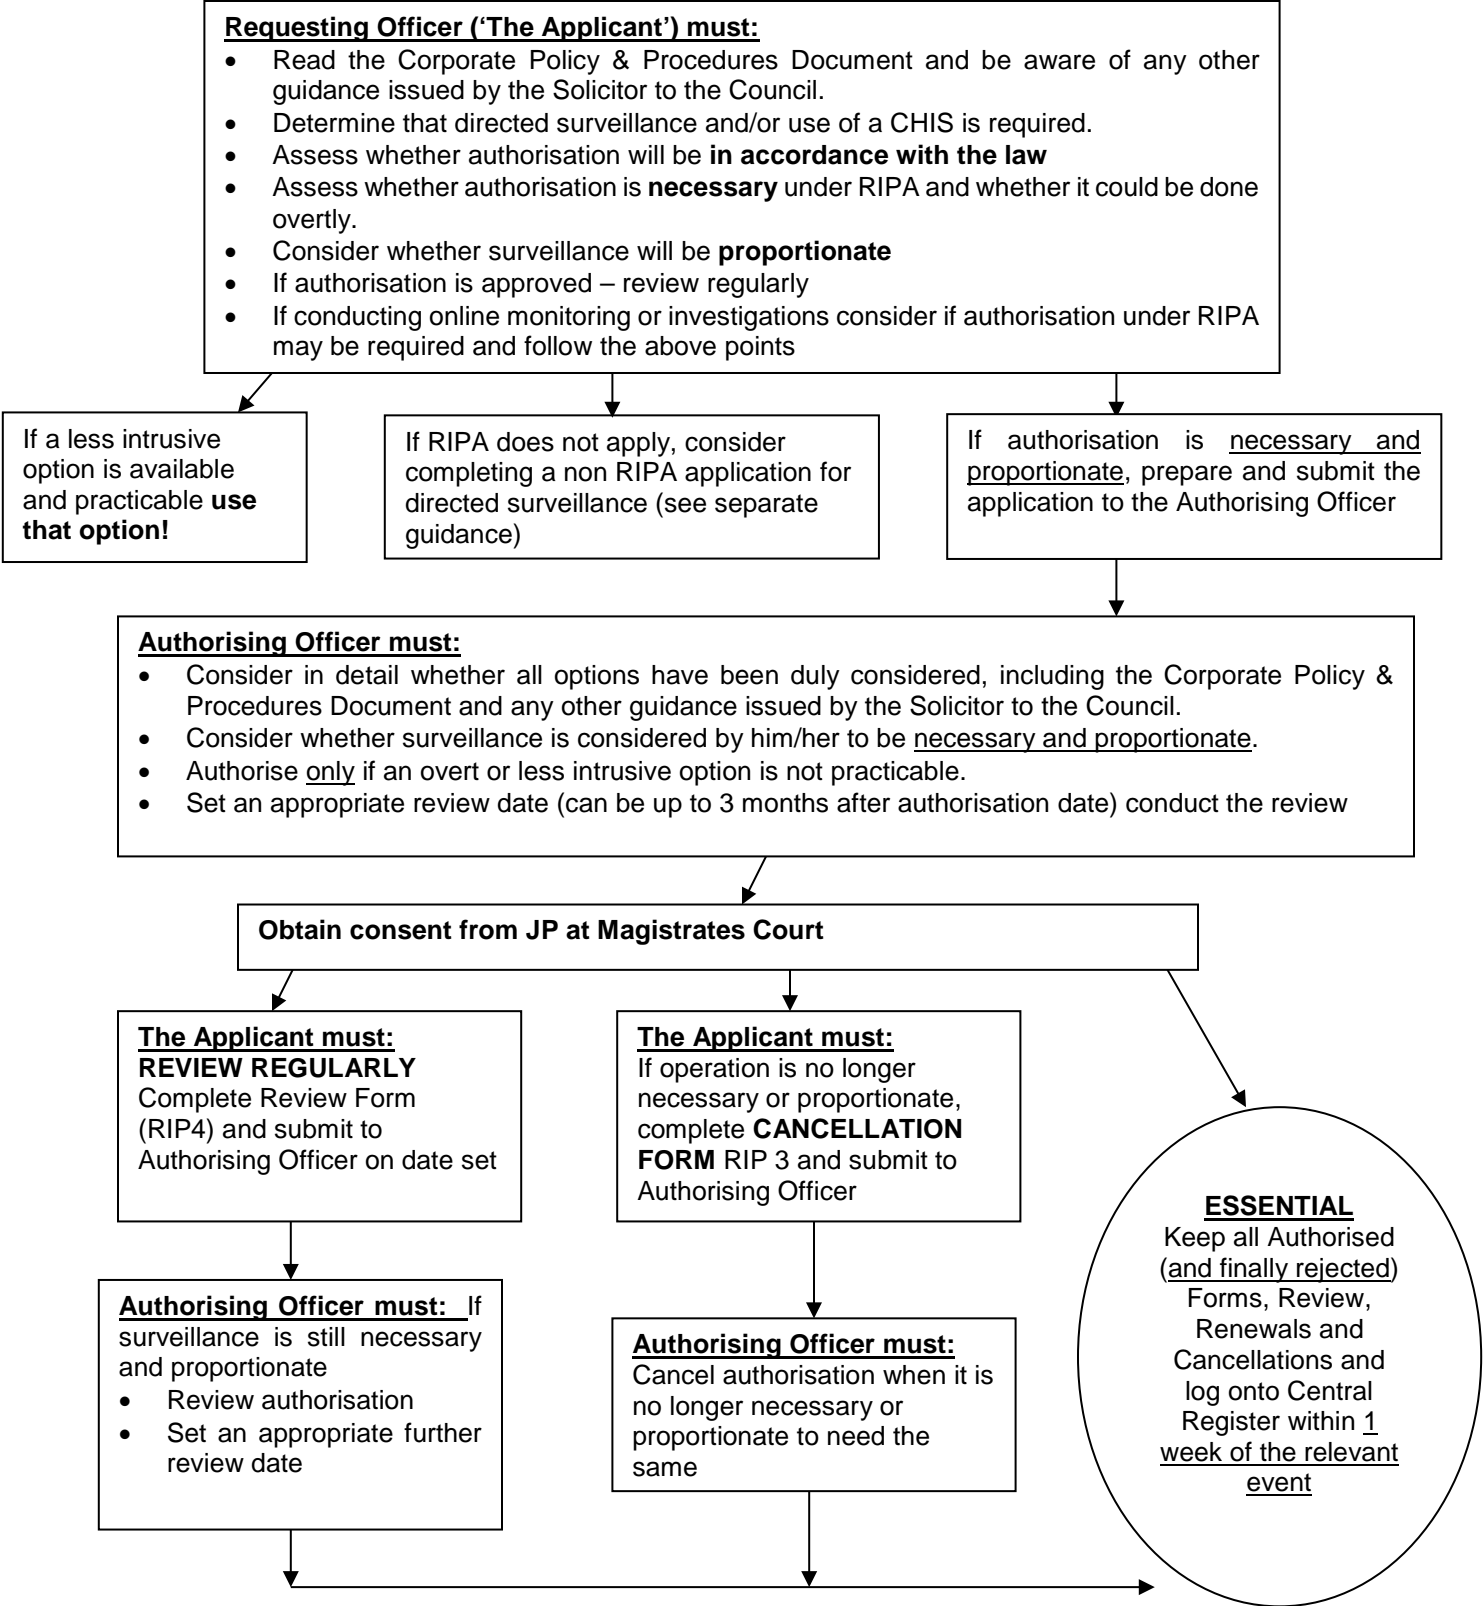 Requesting Officer (‘The Applicant’) must:
• Read the Corporate Policy & Procedures Document and be aware of any other
guidance issued by the Solicitor to the Council.
• Determine that directed surveillance and/or use of a CHIS is required.
• Assess whether authorisation will be in accordance with the law
• Assess whether authorisation is necessary under RIPA and whether it could be done
overtly.
• Consider whether surveillance will be proportionate
• If authorisation is approved – review regularly
• If conducting online monitoring or investigations consider if authorisation under RIPA
may be required and follow the above points
If a less intrusive
option is available
and practicable use
that option!
If RIPA does not apply, consider
completing a non RIPA application for
directed surveillance (see separate
guidance)
If authorisation is necessary and
proportionate, prepare and submit the
application to the Authorising Officer
Authorising Officer must:
• Consider in detail whether all options have been duly considered, including the Corporate Policy &
Procedures Document and any other guidance issued by the Solicitor to the Council.
• Consider whether surveillance is considered by him/her to be necessary and proportionate.
• Authorise only if an overt or less intrusive option is not practicable.
• Set an appropriate review date (can be up to 3 months after authorisation date) conduct the review
Obtain consent from JP at Magistrates Court
The Applicant must:
REVIEW REGULARLY
Complete Review Form
(RIP4) and submit to
Authorising Officer on date set
The Applicant must:
If operation is no longer
necessary or proportionate,
complete CANCELLATION
FORM RIP 3 and submit to
Authorising Officer
Authorising Officer must: If
surveillance is still necessary
and proportionate
• Review authorisation
• Set an appropriate further
review date
Authorising Officer must:
Cancel authorisation when it is
no longer necessary or
proportionate to need the
same
ESSENTIAL
Keep all Authorised
(and finally rejected)
Forms, Review,
Renewals and
Cancellations and
log onto Central
Register within 1
week of the relevant
event